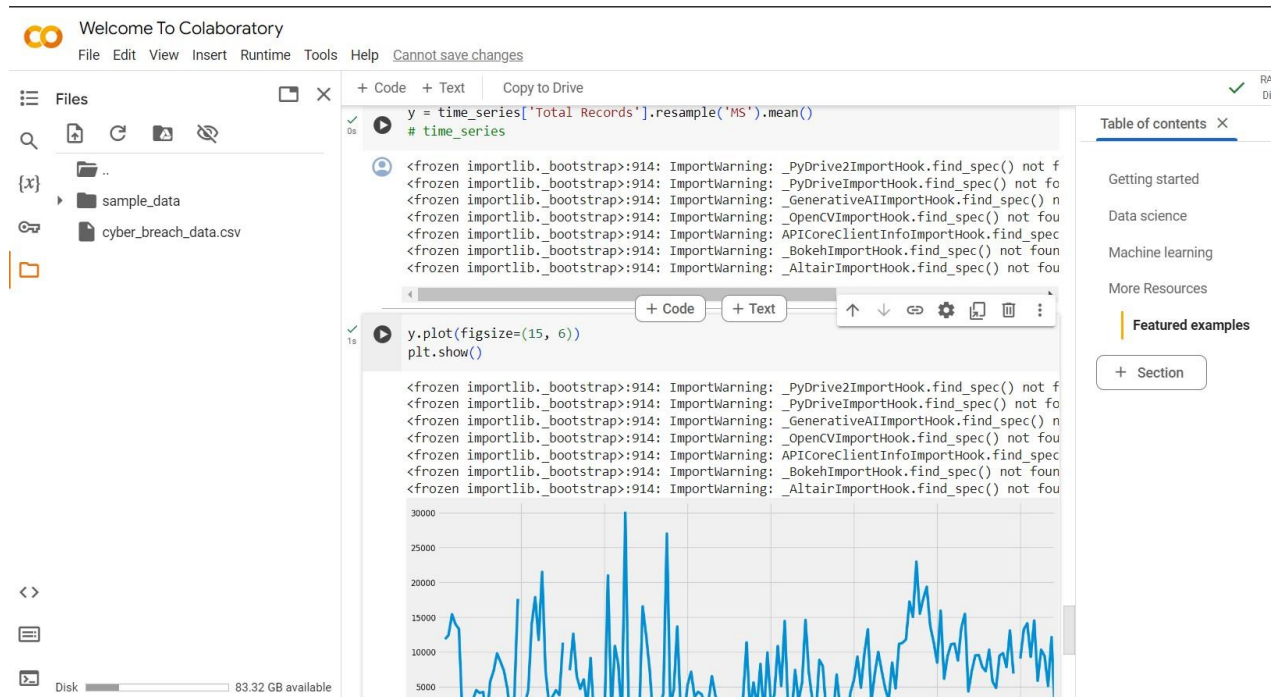 Welcome To Colaboratory
File Edit View Insert Runtime Tools Help Cannot save changes
Files
..
sample_data
cyber_breach_data.csv
{x}
<>
Disk
83.32 GB available
+ Code + Text Copy to Drive
RA
Di
0s
y = time_series['Total Records'].resample('MS').mean()
# time_series
<frozen importlib._bootstrap>:914: ImportWarning: _PyDrive2ImportHook.find_spec() not f
<frozen importlib._bootstrap>:914: ImportWarning: _PyDriveImportHook.find_spec() not fo
<frozen importlib._bootstrap>:914: ImportWarning: _GenerativeAIImportHook.find_spec() n
<frozen importlib._bootstrap>:914: ImportWarning: _OpenCVImportHook.find_spec() not fou
<frozen importlib._bootstrap>:914: ImportWarning: APICoreClientInfoImportHook.find_spec
<frozen importlib._bootstrap>:914: ImportWarning: _BokehImportHook.find_spec() not foun
<frozen importlib._bootstrap>:914: ImportWarning: _AltairImportHook.find_spec() not fou
+ Code + Text
1s
y.plot(figsize=(15, 6))
plt.show()
<frozen importlib._bootstrap>:914: ImportWarning: _PyDrive2ImportHook.find_spec() not f
<frozen importlib._bootstrap>:914: ImportWarning: _PyDriveImportHook.find_spec() not fo
<frozen importlib._bootstrap>:914: ImportWarning: _GenerativeAIImportHook.find_spec() n
<frozen importlib._bootstrap>:914: ImportWarning: _OpenCVImportHook.find_spec() not fou
<frozen importlib._bootstrap>:914: ImportWarning: APICoreClientInfoImportHook.find_spec
<frozen importlib._bootstrap>:914: ImportWarning: _BokehImportHook.find_spec() not foun
<frozen importlib._bootstrap>:914: ImportWarning: _AltairImportHook.find_spec() not fou
30000
25000
20000
15000
10000
5000
Table of contents
Getting started
Data science
Machine learning
More Resources
Featured examples
+ Section